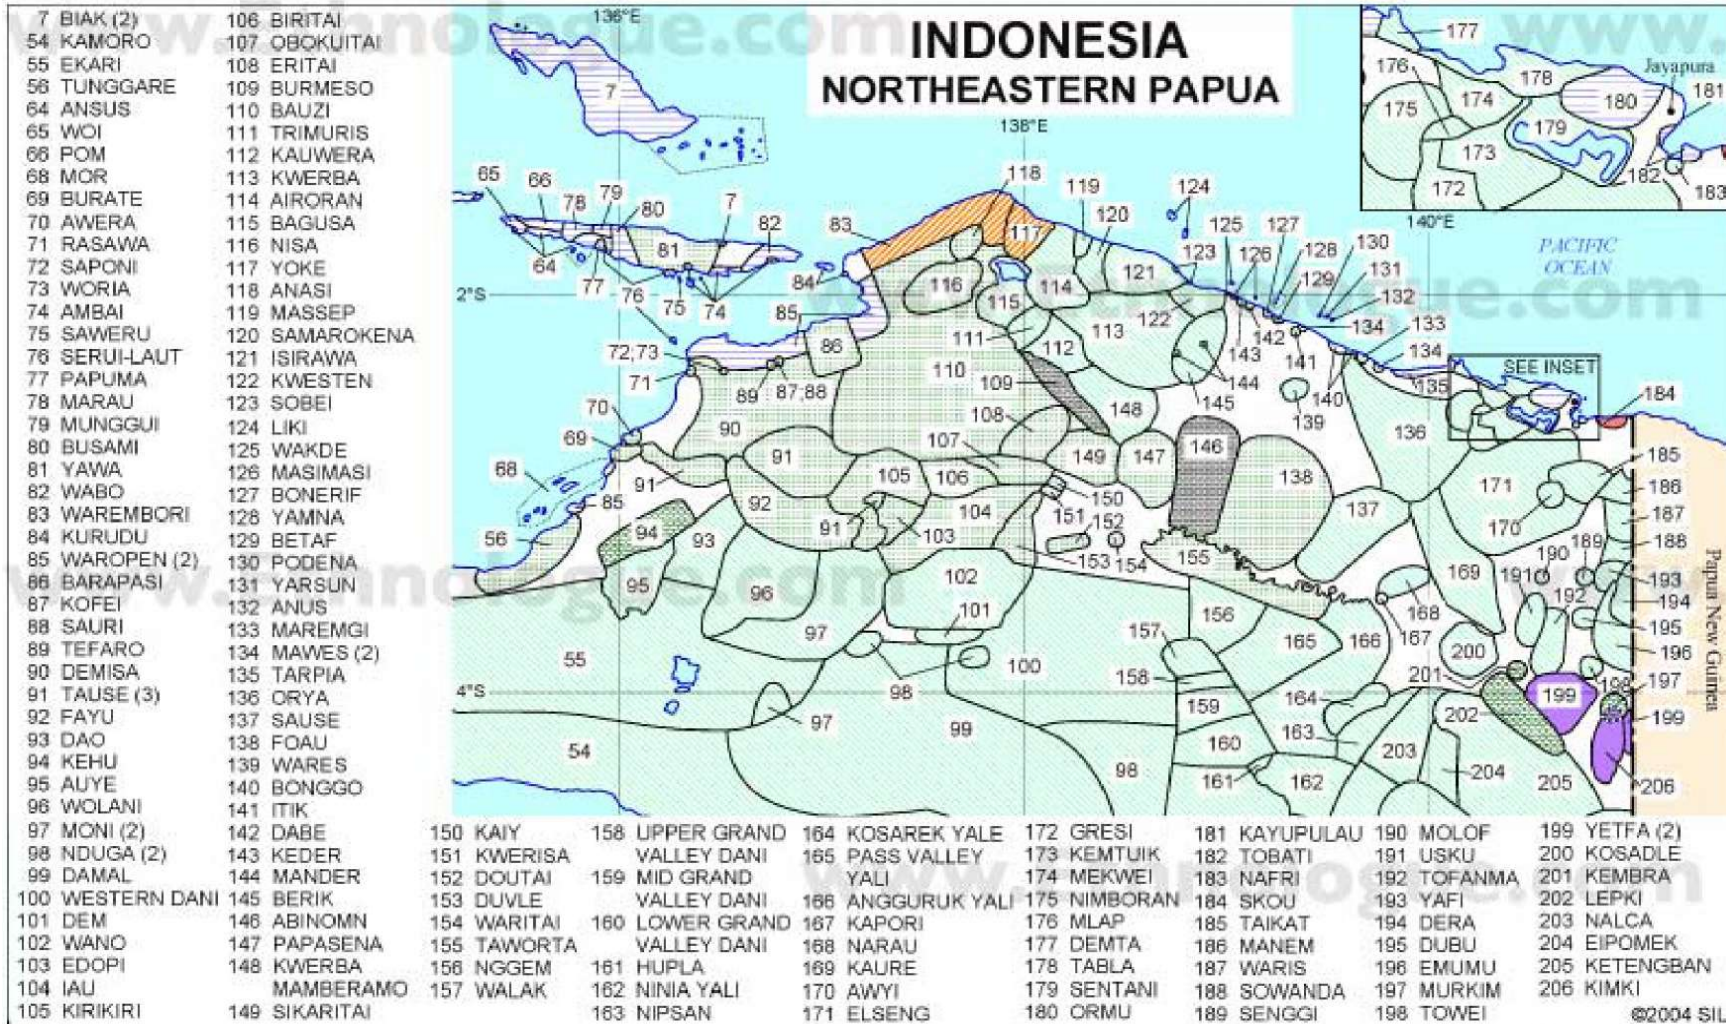 INDONESIA
NORTHEASTERN PAPUA
136°E
138°E
140°E
2°S
4°S
PACIFIC
OCEAN
SEE INSET
Jayapura
Papua New Guinea
www.Ethnologue.com
7 BIAK (2)
54 KAMORO
55 EKARI
56 TUNGGARE
64 ANSUS
65 WOI
66 POM
68 MOR
69 BURATE
70 AWERA
71 RASAWA
72 SAPONI
73 WORIA
74 AMBAI
75 SAWERU
76 SERUI-LAUT
77 PAPUMA
78 MARAU
79 MUNGGUI
80 BUSAMI
81 YAWA
82 WABO
83 WAREMBORI
84 KURUDU
85 WAROPEN (2)
86 BARAPASI
87 KOFEI
88 SAURI
89 TEFARO
90 DEMISA
91 TAUSE (3)
92 FAYU
93 DAO
94 KEHU
95 AUYE
96 WOLANI
97 MONI (2)
98 NDUGA (2)
99 DAMAL
100 WESTERN DANI
101 DEM
102 WANO
103 EDOPI
104 IAU
105 KIRIKIRI
106 BIRITAI
107 OBOKUITAI
108 ERITAI
109 BURMESO
110 BAUZI
111 TRIMURIS
112 KAUWERA
113 KWERBA
114 AIRORAN
115 BAGUSA
116 NISA
117 YOKE
118 ANASI
119 MASSEP
120 SAMAROKENA
121 ISIRAWA
122 KWESTEN
123 SOBEI
124 LIKI
125 WAKDE
126 MASIMASI
127 BONERIF
128 YAMNA
129 BETAF
130 PODENA
131 YARSUN
132 ANUS
133 MAREMGI
134 MAWES (2)
135 TARPIA
136 ORYA
137 SAUSE
138 FOAU
139 WARES
140 BONGGO
141 ITIK
142 DABE
143 KEDER
144 MANDER
145 BERIK
146 ABINOMN
147 PAPASENA
148 KWERBA
MAMBERAMO
149 SIKARITAI
150 KAIY
151 KWERISA
152 DOUTAI
153 DUVLE
154 WARITAI
155 TAWORTA
156 NGGEM
157 WALAK
158 UPPER GRAND
VALLEY DANI
159 MID GRAND
VALLEY DANI
160 LOWER GRAND
VALLEY DANI
161 HUPLA
162 NINIA YALI
163 NIPSAN
164 KOSAREK YALE
165 PASS VALLEY
YALI
166 ANGGURUK YALI
167 KAPORI
168 NARAU
169 KAURE
170 AWYI
171 ELSENG
172 GRESI
173 KEMTUIK
174 MEKWEI
175 NIMBORAN
176 MLAP
177 DEMTA
178 TABLA
179 SENTANI
180 ORMU
181 KAYUPULAU
182 TOBATI
183 NAFRI
184 SKOU
185 TAIKAT
186 MANEM
187 WARIS
188 SOWANDA
189 SENGGI
190 MOLOF
191 USKU
192 TOFANMA
193 YAFI
194 DERA
195 DUBU
196 EMUMU
197 MURKIM
198 TOWEI
199 YETFA (2)
200 KOSADLE
201 KEMBRA
202 LEPKI
203 NALCA
204 EIPOMEK
205 KETENGBAN
206 KIMKI
©2004 SIL